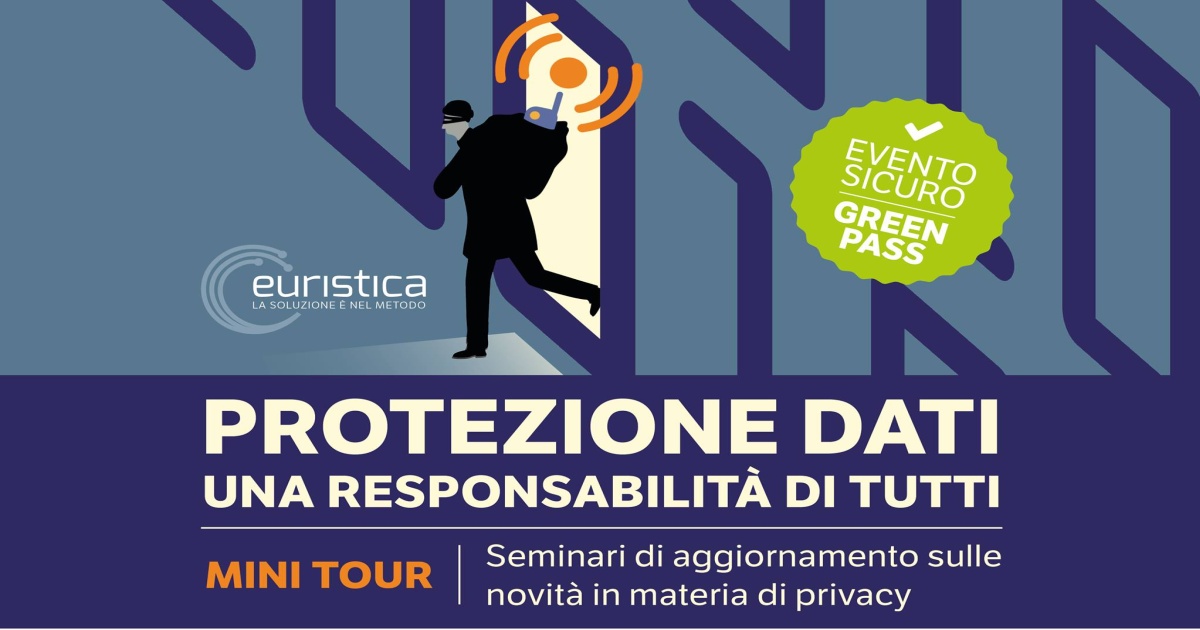 EVENTO
SICURO
GREEN
PASS
euristica
LA SOLUZIONE È NEL METODO
PROTEZIONE DATI
UNA RESPONSABILITÀ DI TUTTI
MINI TOUR
Seminari di aggiornamento sulle
novità in materia di privacy